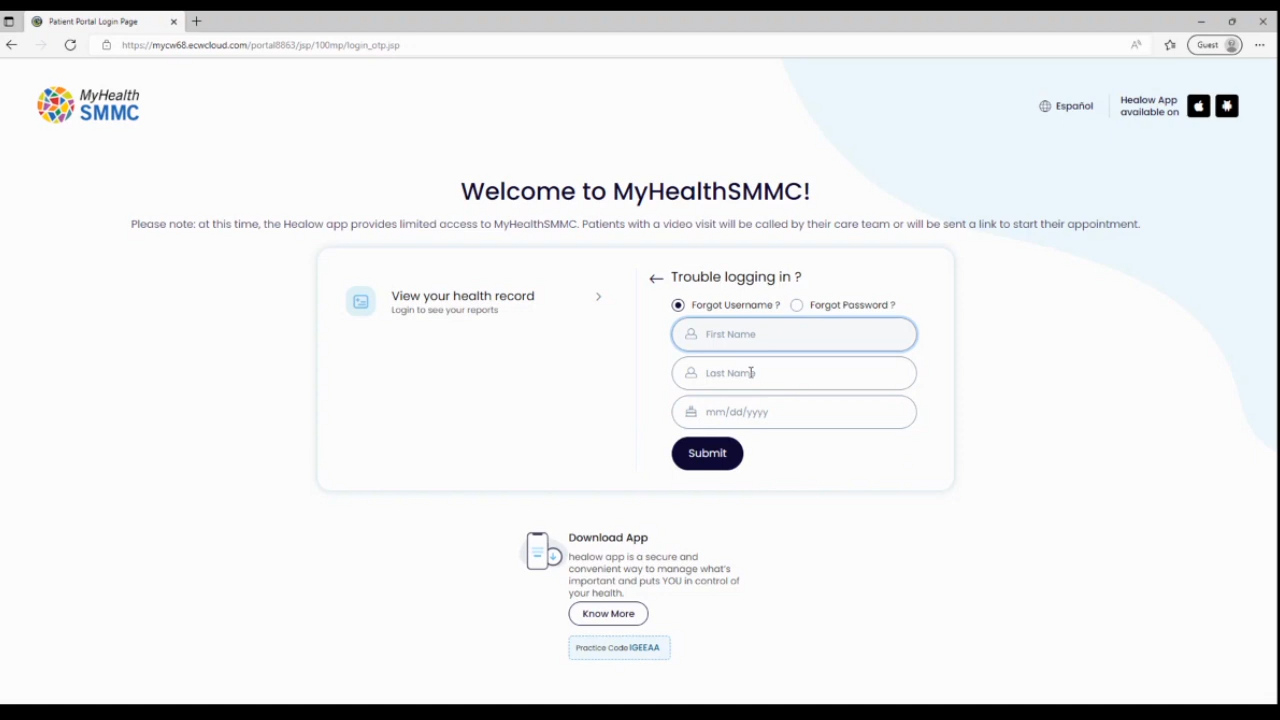 Patient Portal Login Page
https://mycw68.ecwcloud.com/portal8863/jsp/100mp/login_otp.jsp
Guest
MyHealth
SMMC
Español
Healow App
available on
Welcome to MyHealthSMMC!
Please note: at this time, the Healow app provides limited access to MyHealthSMMC. Patients with a video visit will be called by their care team or will be sent a link to start their appointment.
View your health record
Login to see your reports
Trouble logging in ?
Forgot Username ?
Forgot Password ?
First Name
Last Name
mm/dd/yyyy
Submit
Download App
healow app is a secure and
convenient way to manage what's
important and puts YOU in control of
your health.
Know More
Practice Code IGEEAA